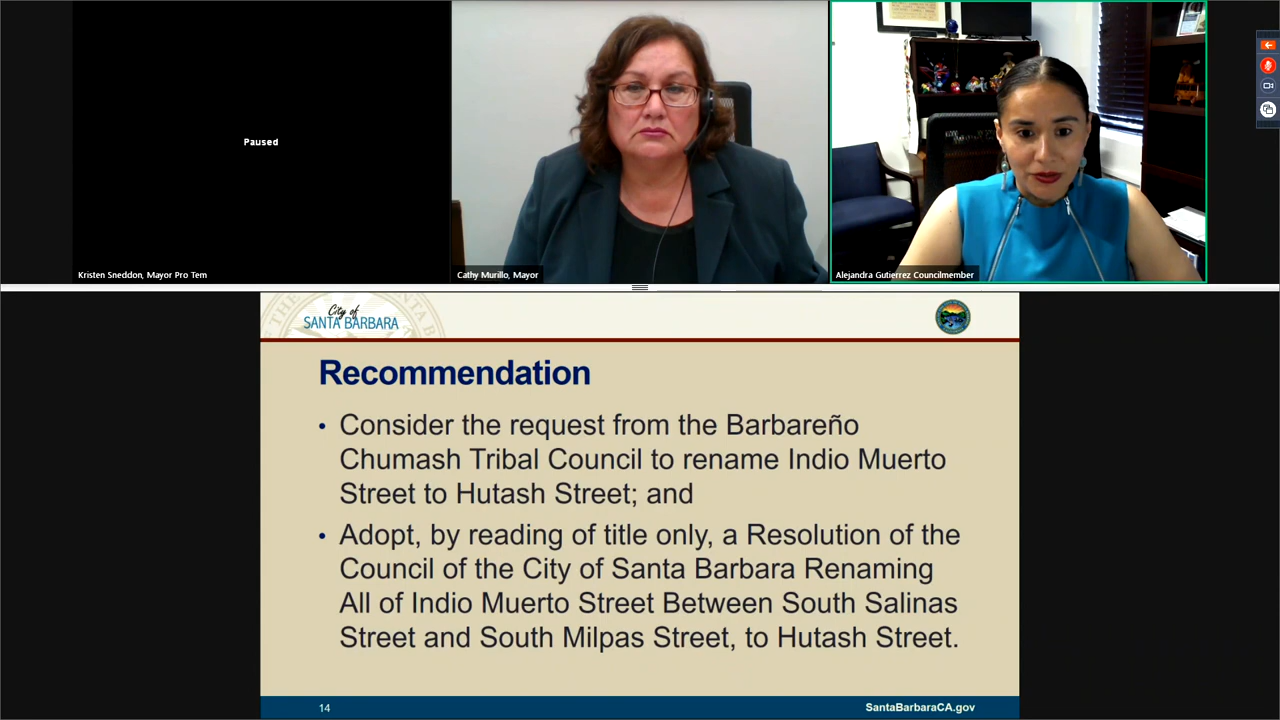 Paused
Kristen Sneddon, Mayor Pro Tem
Cathy Murillo, Mayor
Alejandra Gutierrez Councilmember
City of
SANTA BARBARA
Recommendation
• Consider the request from the Barbareño
Chumash Tribal Council to rename Indio Muerto
Street to Hutash Street; and
• Adopt, by reading of title only, a Resolution of the
Council of the City of Santa Barbara Renaming
All of Indio Muerto Street Between South Salinas
Street and South Milpas Street, to Hutash Street.
14
SantaBarbaraCA.gov